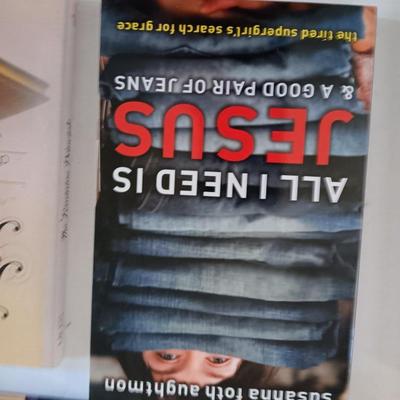 susanna foth aughtmon
ALL I NEED IS
JESUS
& A GOOD PAIR OF JEANS
the tired supergirl's search for grace